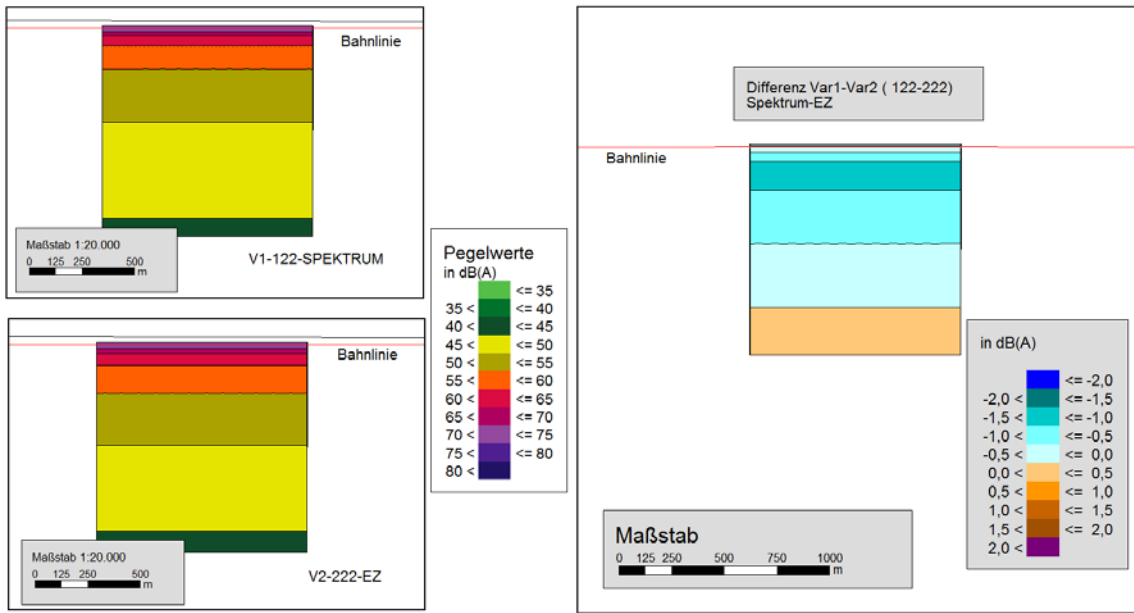 Bahnlinie
Maßstab 1:20.000
0 125 250 500
m
V1-122-SPEKTRUM
Bahnlinie
Maßstab 1:20.000
0 125 250 500
m
V2-222-EZ
Pegelwerte
in dB(A)
<= 35
35 < <= 40
40 < <= 45
45 < <= 50
50 < <= 55
55 < <= 60
60 < <= 65
65 < <= 70
70 < <= 75
75 < <= 80
80 <
Differenz Var1-Var2 ( 122-222)
Spektrum-EZ
Bahnlinie
Maßstab
0 125 250 500 750 1000
m
in dB(A)
<= -2,0
-2,0 < <= -1,5
-1,5 < <= -1,0
-1,0 < <= -0,5
-0,5 < <= 0,0
0,0 < <= 0,5
0,5 < <= 1,0
1,0 < <= 1,5
1,5 < <= 2,0
2,0 <